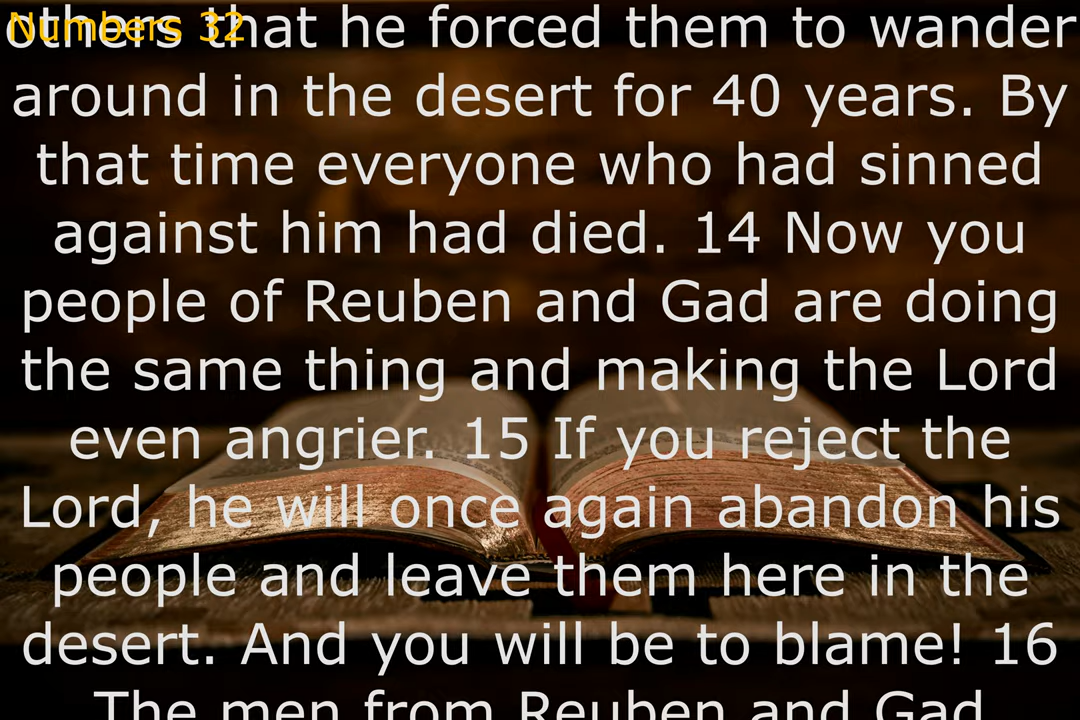 Numbers 32
others that he forced them to wander
around in the desert for 40 years. By
that time everyone who had sinned
against him had died. 14 Now you
people of Reuben and Gad are doing
the same thing and making the Lord
even angrier. 15 If you reject the
Lord, he will once again abandon his
people and leave them here in the
desert. And you will be to blame! 16
The men from Reuben and Gad